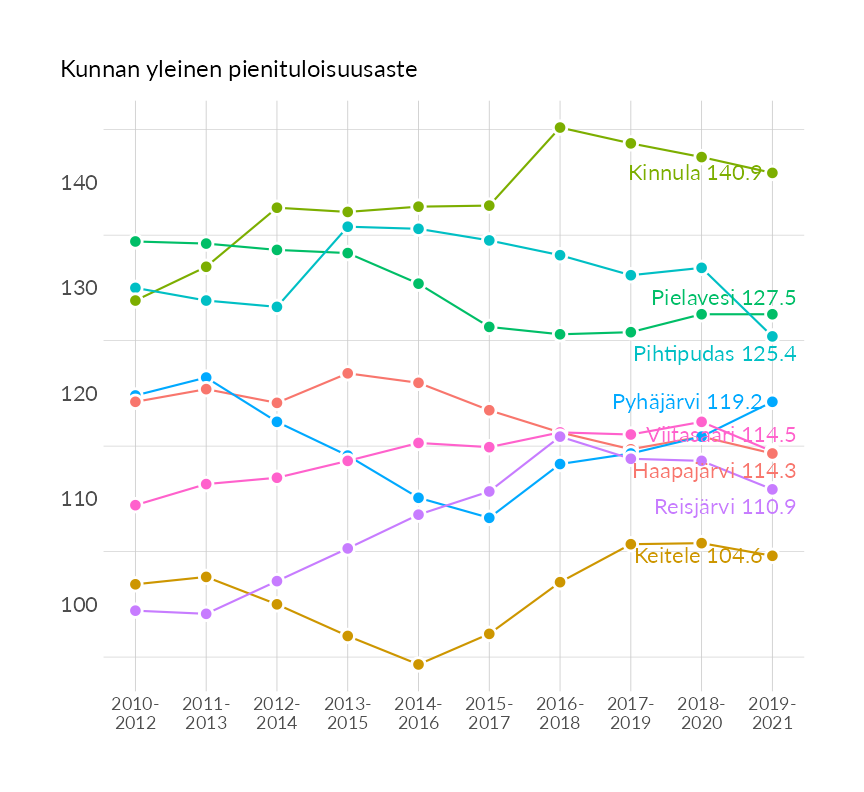 Kunnan yleinen pienituloisuusaste
140
130
120
110
100
Kinnula 140.9
Pielavesi 127.5
Pihtipudas 125.4
Pyhäjärvi 119.2
Viitasaari 114.5
Haapajärvi 114.3
Reisjärvi 110.9
Keitele 104.6
2010- 2011- 2012- 2013- 2014- 2015- 2016- 2017- 2018- 2019-
2012 2013 2014 2015 2016 2017 2018 2019 2020 2021